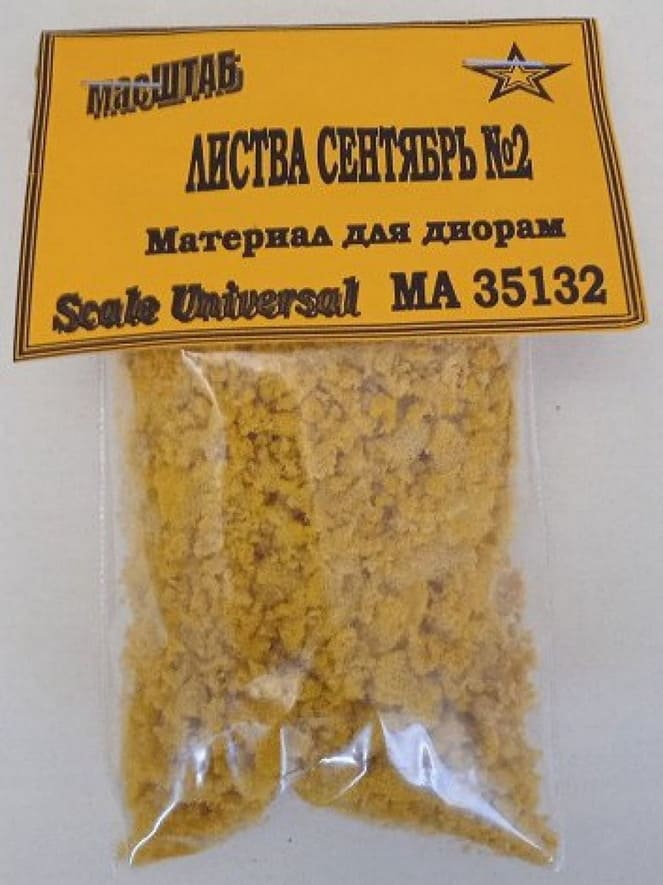 масШТАБ
ЛИСТВА СЕНТЯБРЬ №2
Материал для диорам
Scale Universal MA 35132